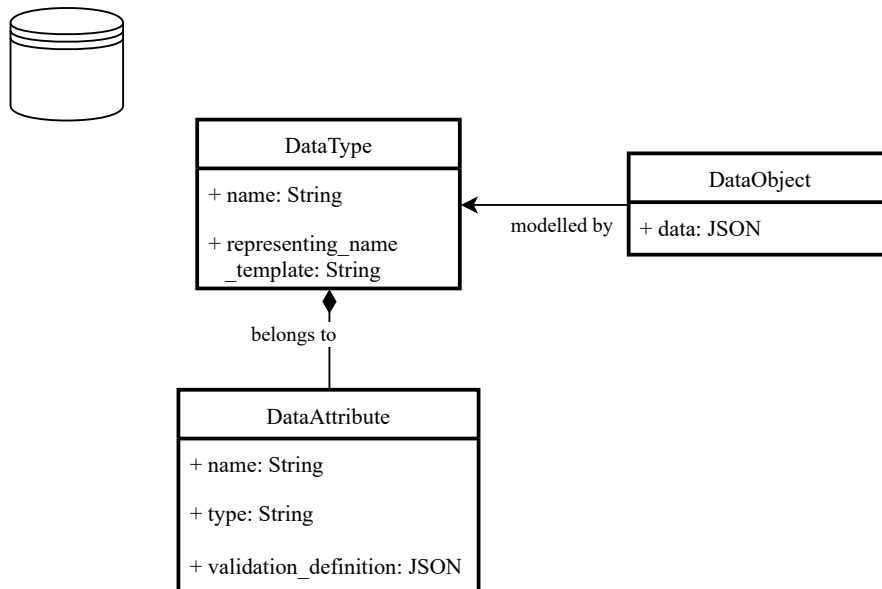 DataType
+ name: String
+ representing_name
_template: String
DataObject
+ data: JSON
modelled by
belongs to
DataAttribute
+ name: String
+ type: String
+ validation_definition: JSON